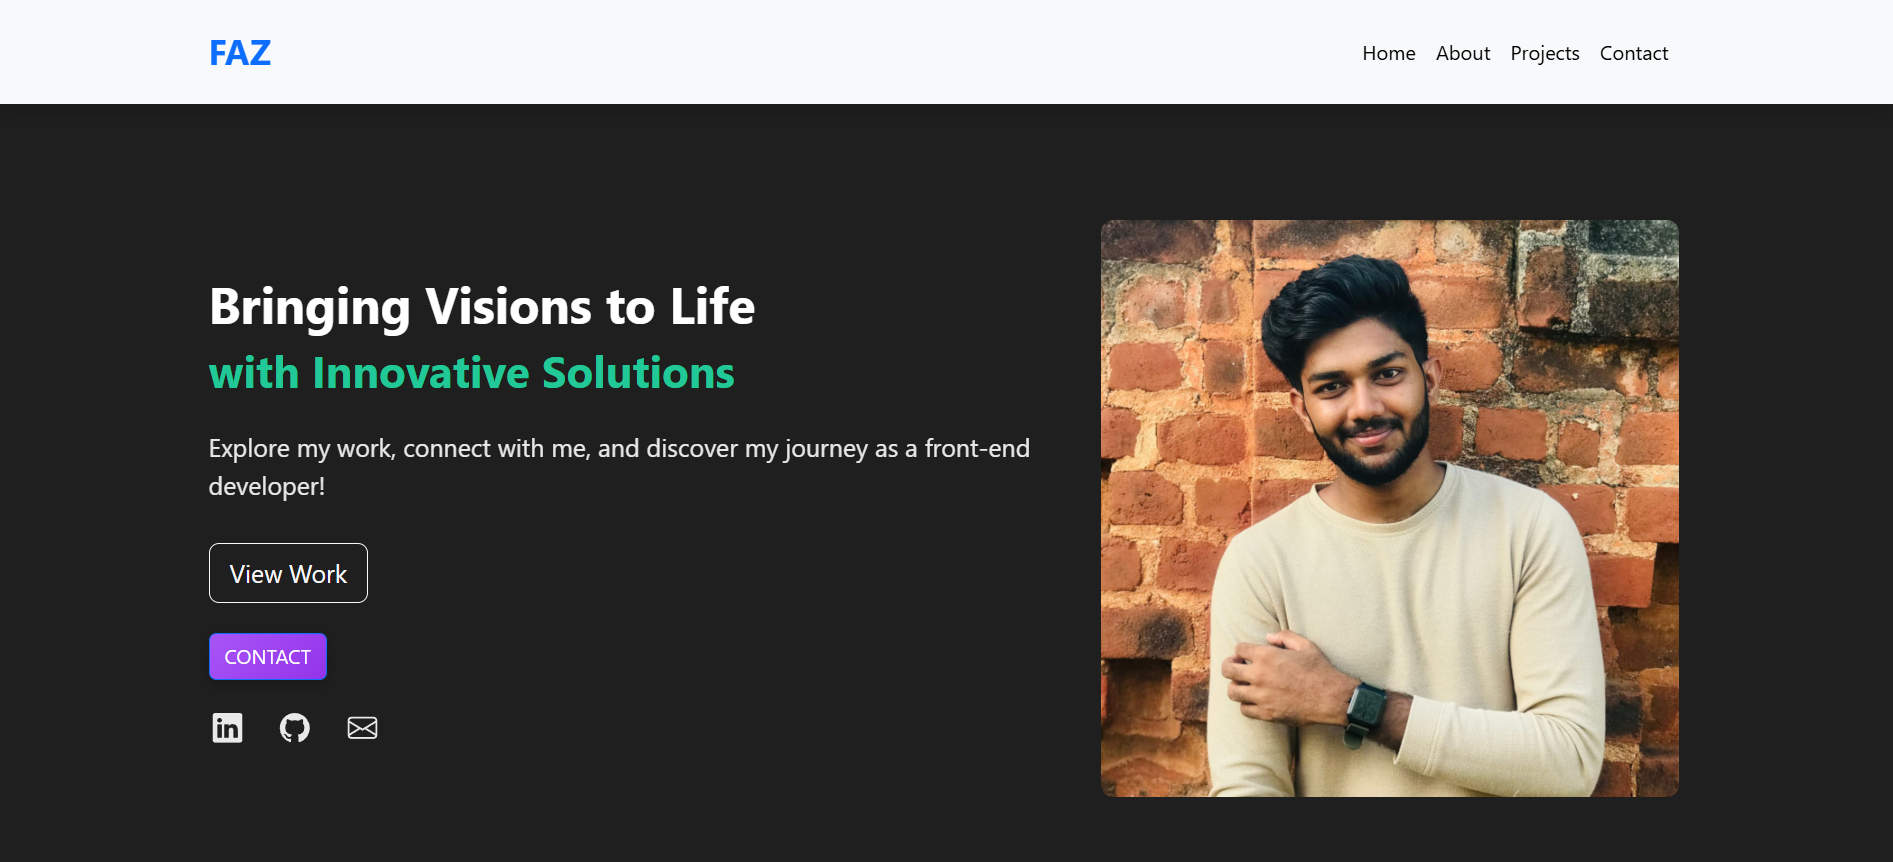 FAZ
Home About Projects Contact
Bringing Visions to Life
with Innovative Solutions
Explore my work, connect with me, and discover my journey as a front-end
developer!
View Work
CONTACT
in